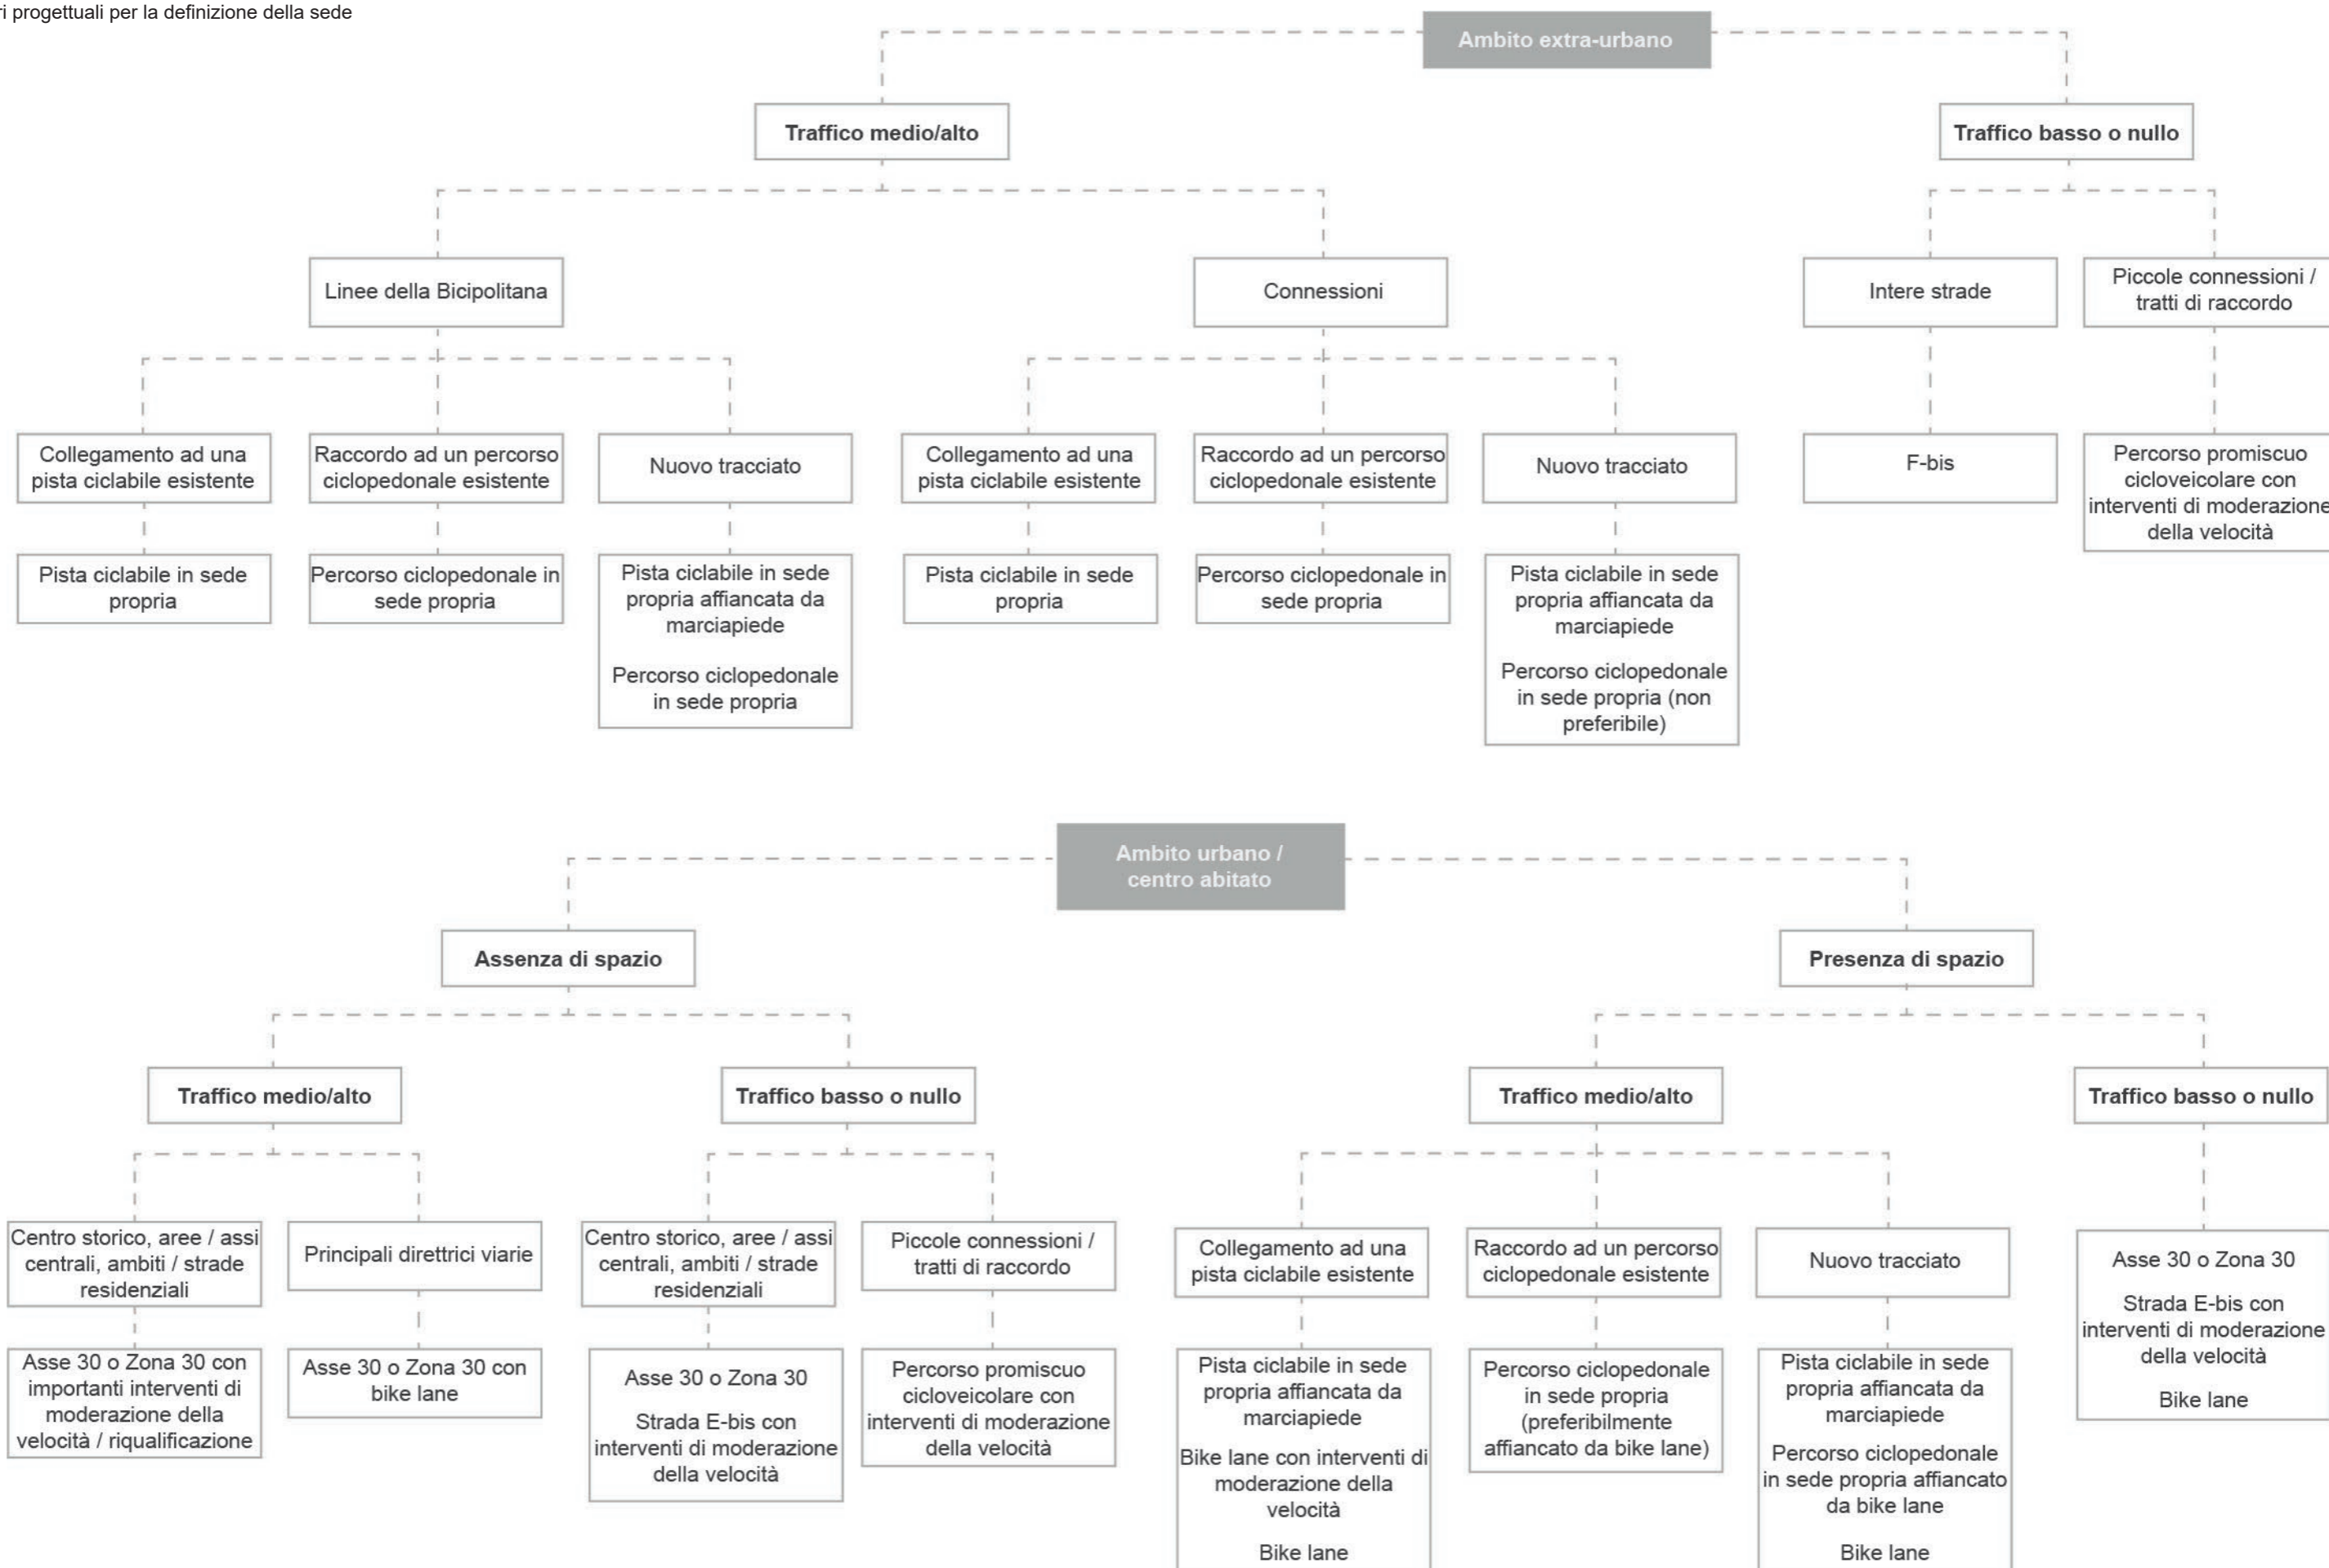 ri progettuali per la definizione della sede
Ambito extra-urbano
Traffico medio/alto
Traffico basso o nullo
Linee della Bicipolitana
Connessioni
Intere strade
Piccole connessioni /
tratti di raccordo
Collegamento ad una
pista ciclabile esistente
Raccordo ad un percorso
ciclopedonale esistente
Nuovo tracciato
Collegamento ad una
pista ciclabile esistente
Raccordo ad un percorso
ciclopedonale esistente
Nuovo tracciato
F-bis
Percorso promiscuo
cicloveicolare con
interventi di moderazione
della velocità
Pista ciclabile in sede
propria
Percorso ciclopedonale in
sede propria
Pista ciclabile in sede
propria affiancata da
marciapiede
Percorso ciclopedonale
in sede propria
Pista ciclabile in sede
propria
Percorso ciclopedonale in
sede propria
Pista ciclabile in sede
propria affiancata da
marciapiede
Percorso ciclopedonale
in sede propria (non
preferibile)
Ambito urbano /
centro abitato
Assenza di spazio
Presenza di spazio
Traffico medio/alto
Traffico basso o nullo
Traffico medio/alto
Traffico basso o nullo
Centro storico, aree / assi
centrali, ambiti / strade
residenziali
Principali direttrici viarie
Centro storico, aree / assi
centrali, ambiti / strade
residenziali
Piccole connessioni /
tratti di raccordo
Collegamento ad una
pista ciclabile esistente
Raccordo ad un percorso
ciclopedonale esistente
Nuovo tracciato
Asse 30 o Zona 30
Strada E-bis con
interventi di moderazione
della velocità
Bike lane
Asse 30 o Zona 30 con
importanti interventi di
moderazione della
velocità / riqualificazione
Asse 30 o Zona 30 con
bike lane
Asse 30 o Zona 30
Strada E-bis con
interventi di moderazione
della velocità
Percorso promiscuo
cicloveicolare con
interventi di moderazione
della velocità
Pista ciclabile in sede
propria affiancata da
marciapiede
Bike lane con interventi di
moderazione della
velocità
Bike lane
Percorso ciclopedonale
in sede propria
(preferibilmente
affiancato da bike lane)
Pista ciclabile in sede
propria affiancata da
marciapiede
Percorso ciclopedonale
in sede propria affiancato
da bike lane
Bike lane